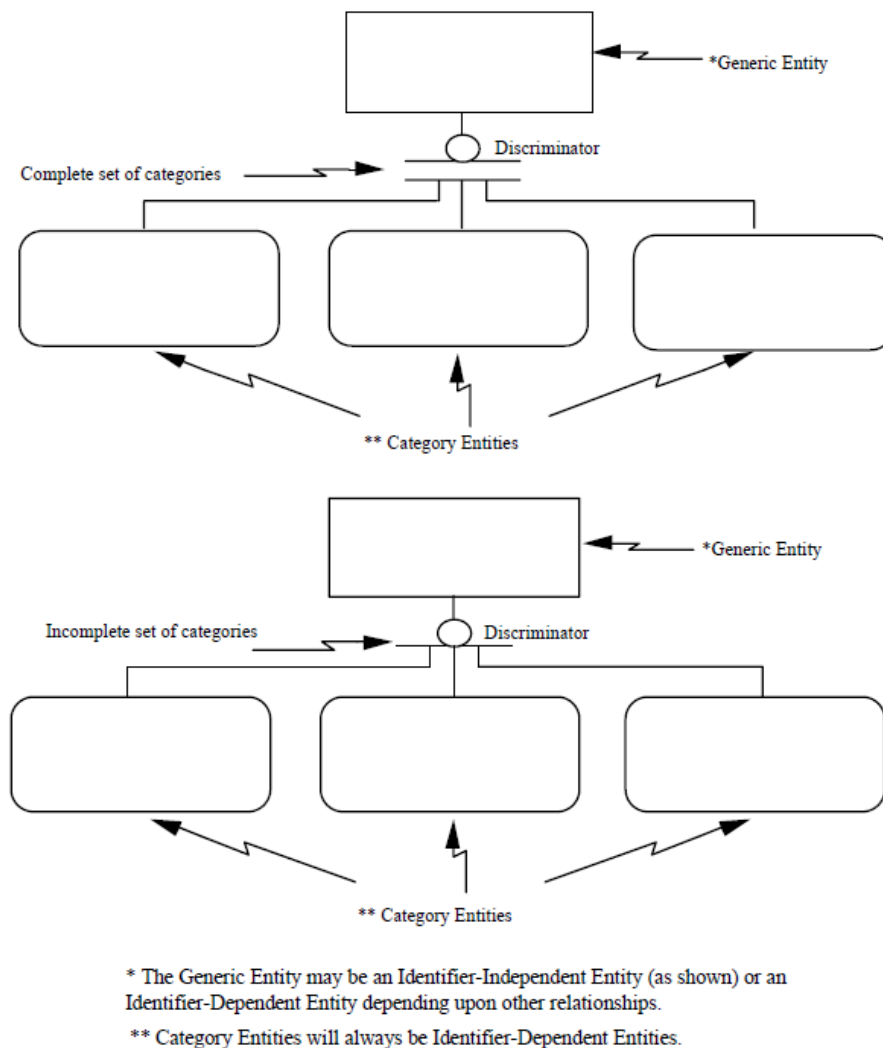 *Generic Entity
Discriminator
Complete set of categories
** Category Entities
*Generic Entity
Incomplete set of categories
Discriminator
** Category Entities
* The Generic Entity may be an Identifier-Independent Entity (as shown) or an
Identifier-Dependent Entity depending upon other relationships.
** Category Entities will always be Identifier-Dependent Entities.